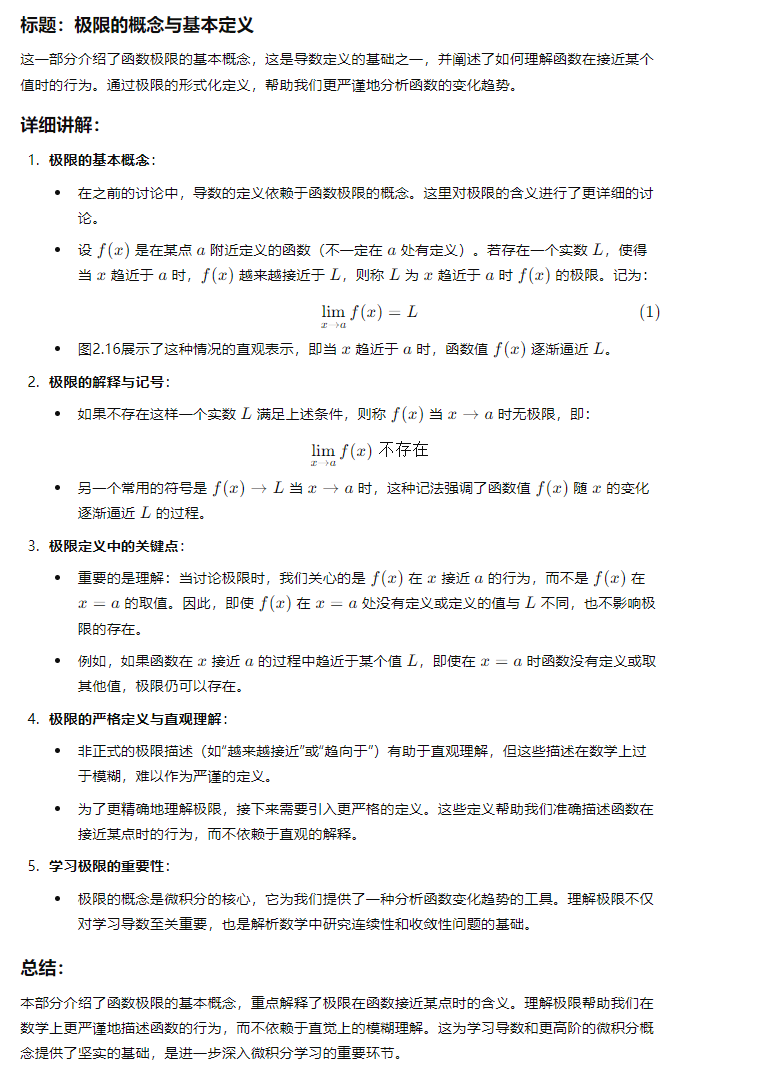 标题：极限的概念与基本定义
这一部分介绍了函数极限的基本概念，这是导数定义的基础之一，并阐述了如何理解函数在接近某个
值时的行为。通过极限的形式化定义，帮助我们更严谨地分析函数的变化趋势。
详细讲解：
1. 极限的基本概念：
• 在之前的讨论中，导数的定义依赖于函数极限的概念。这里对极限的含义进行了更详细的讨
论。
• 设 f(x) 是在某点 a 附近定义的函数（不一定在 a 处有定义）。若存在一个实数 L，使得
当 x 趋近于 a 时，f(x) 越来越接近于 L，则称 L 为 x 趋近于 a 时 f(x) 的极限。记为：
lim x→a f(x) = L (1)
• 图2.16展示了这种情况的直观表示，即当 x 趋近于 a 时，函数值 f(x) 逐渐逼近 L。
2. 极限的解释与记号：
• 如果不存在这样一个实数 L 满足上述条件，则称 f(x) 当 x → a 时无极限，即：
lim x→a f(x) 不存在
• 另一个常用的符号是 f(x) → L 当 x → a 时，这种记法强调了函数值 f(x) 随 x 的变化
逐渐逼近 L 的过程。
3. 极限定义中的关键点：
• 重要的是理解：当讨论极限时，我们关心的是 f(x) 在 x 接近 a 的行为，而不是 f(x) 在
x = a 的取值。因此，即使 f(x) 在 x = a 处没有定义或定义的值与 L 不同，也不影响极
限的存在。
• 例如，如果函数在 x 接近 a 的过程中趋近于某个值 L，即使在 x = a 时函数没有定义或取
其他值，极限仍可以存在。
4. 极限的严格定义与直观理解：
• 非正式的极限描述（如“越来越接近”或“趋向于”）有助于直观理解，但这些描述在数学上过
于模糊，难以作为严谨的定义。
• 为了更精确地理解极限，接下来需要引入更严格的定义。这些定义帮助我们准确描述函数在
接近某点时的行为，而不依赖于直观的解释。
5. 学习极限的重要性：
• 极限的概念是微积分的核心，它为我们提供了一种分析函数变化趋势的工具。理解极限不仅
对学习导数至关重要，也是解析数学中研究连续性和收敛性问题的基础。
总结：
本部分介绍了函数极限的基本概念，重点解释了极限在函数接近某点时的含义。理解极限帮助我们在
数学上更严谨地描述函数的行为，而不依赖于直觉上的模糊理解。这为学习导数和更高阶的微积分概
念提供了坚实的基础，是进一步深入微积分学习的重要环节。